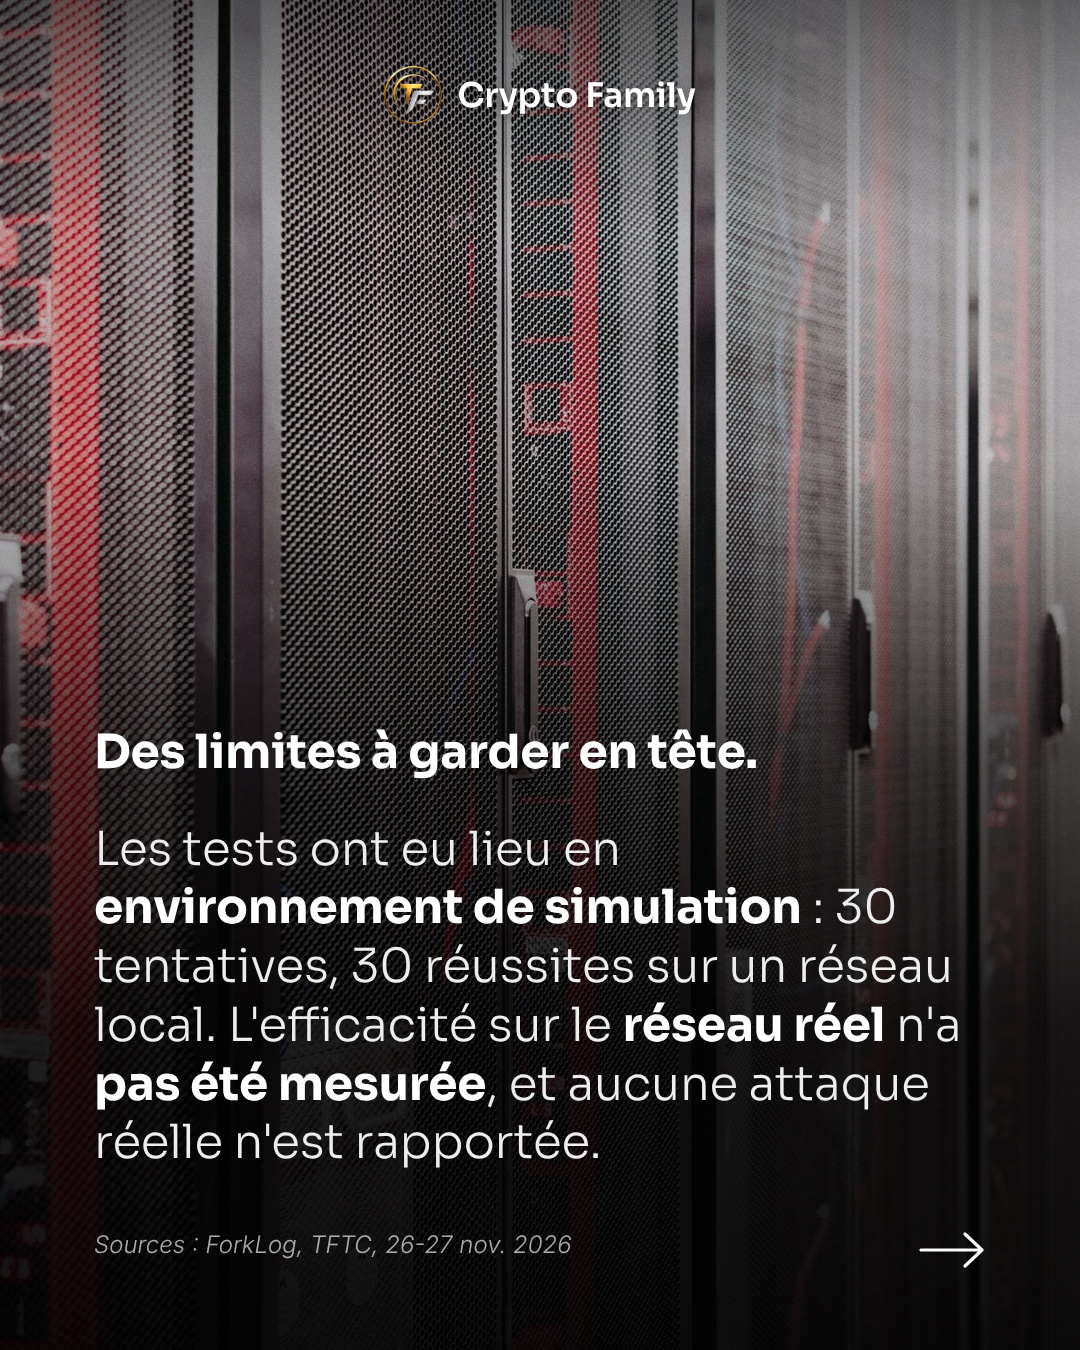 Crypto Family
Des limites à garder en tête.
Les tests ont eu lieu en
environnement de simulation : 30
tentatives, 30 réussites sur un réseau
local. L'efficacité sur le réseau réel n'a
pas été mesurée, et aucune attaque
réelle n'est rapportée.
Sources : ForkLog, TFTC, 26-27 nov. 2026